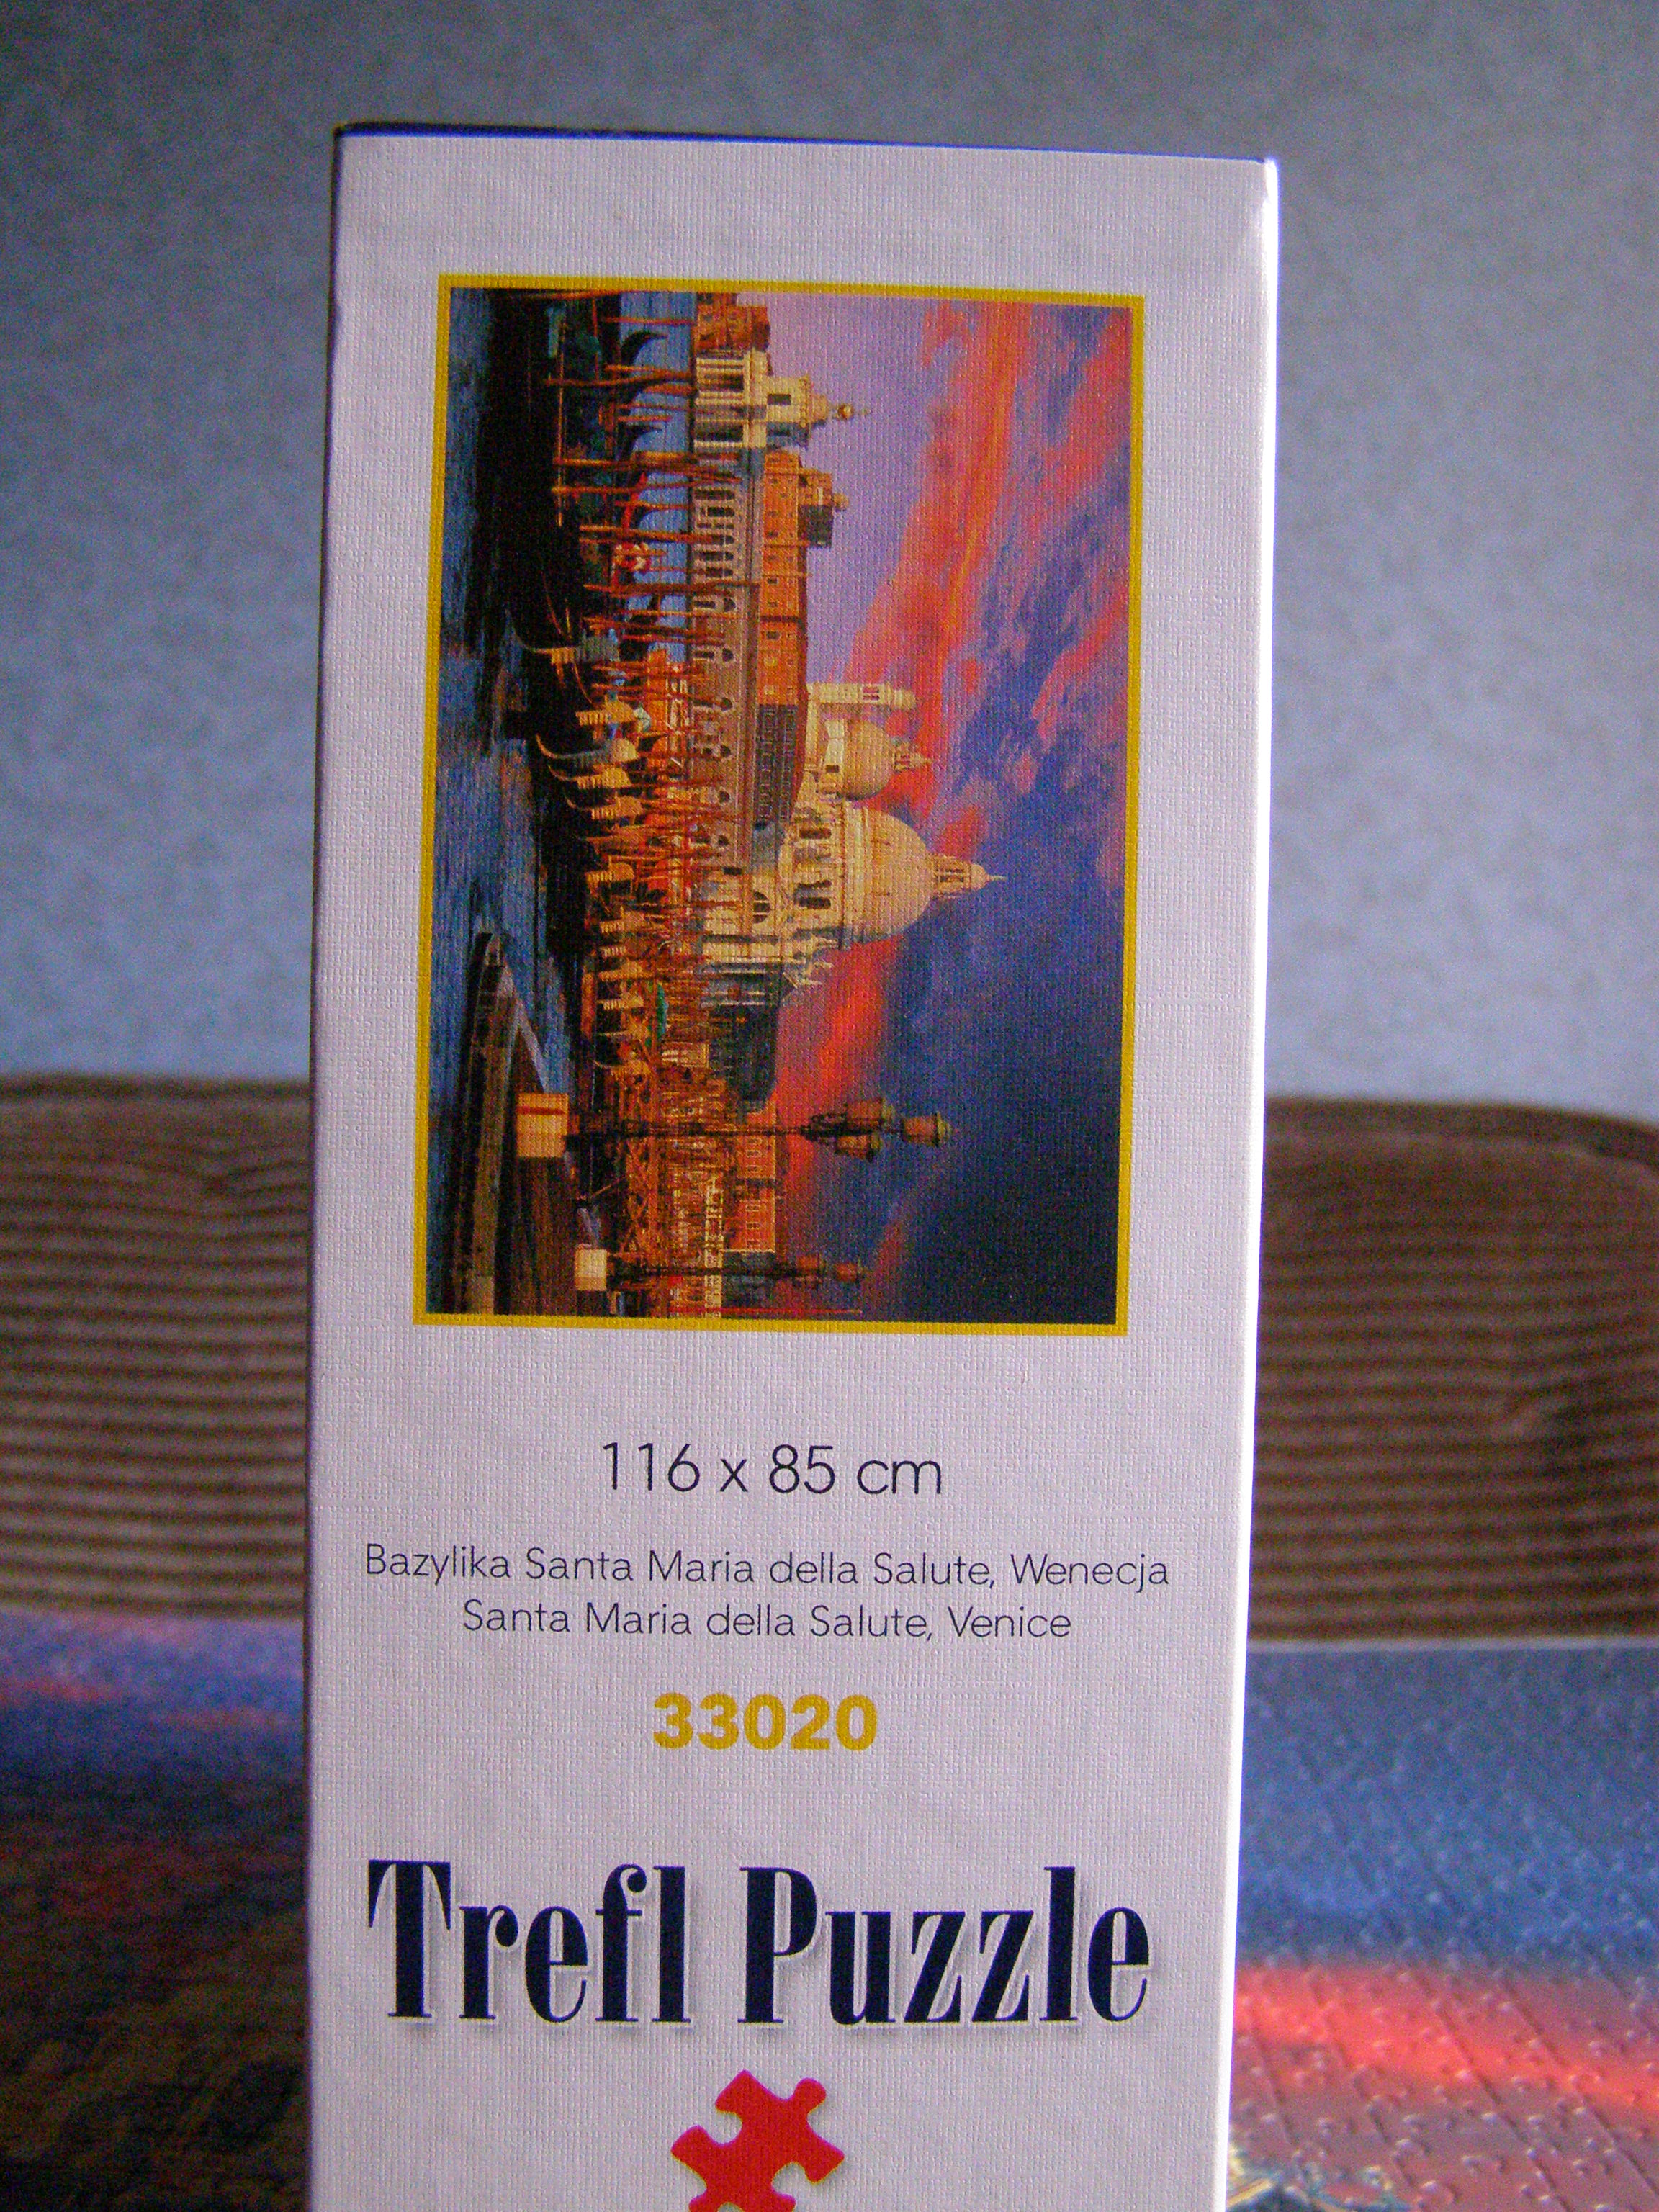 116 x 85 cm
Bazylika Santa Maria della Salute, Wenecja
Santa Maria della Salute, Venice
33020
Trefl Puzzle